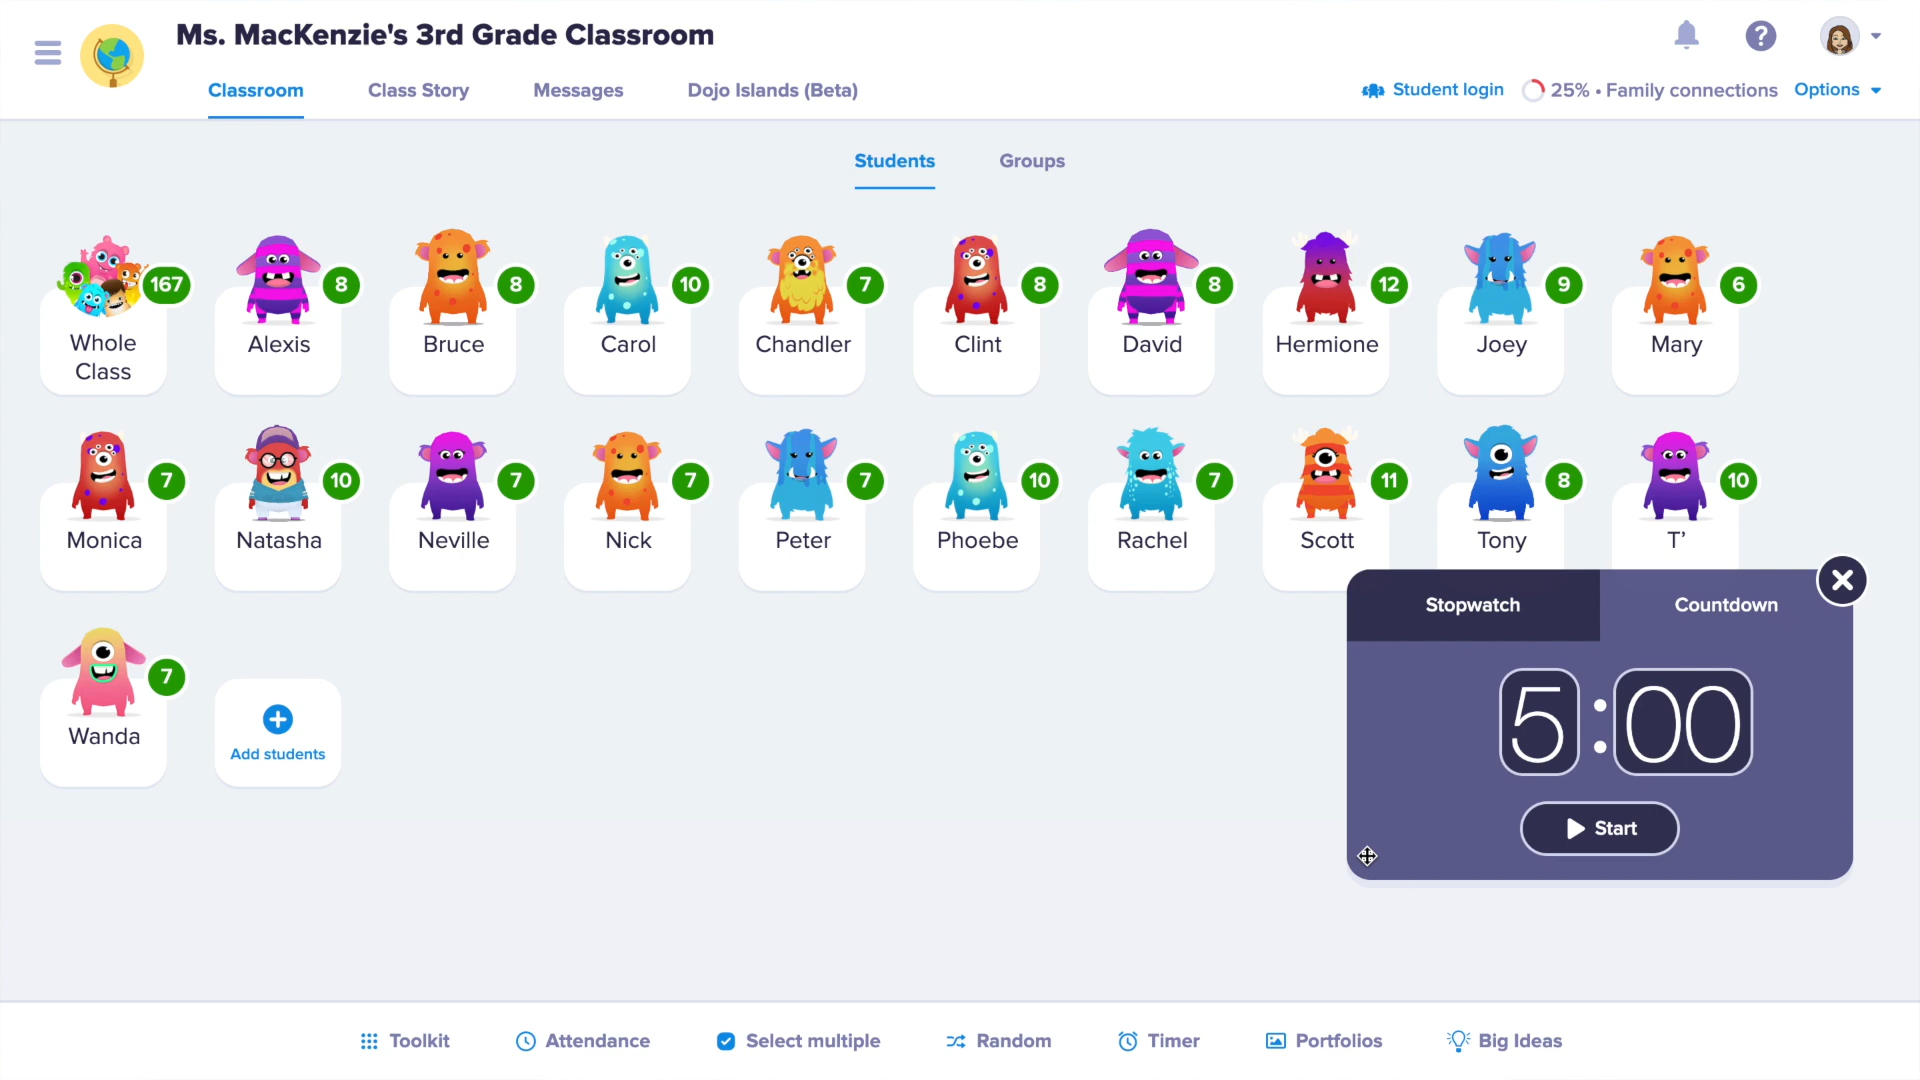 Ms. MacKenzie's 3rd Grade Classroom
?
Classroom Class Story Messages Dojo Islands (Beta)
Student login 25% • Family connections Options
Students Groups
167 8 8 10 7 8 8 12 9 6
Whole Class Alexis Bruce Carol Chandler Clint David Hermione Joey Mary
7 10 7 7 7 10 7 11 8 10
Monica Natasha Neville Nick Peter Phoebe Rachel Scott Tony T’
7
Wanda
Add students
Stopwatch Countdown
5:00
Start
Toolkit Attendance Select multiple Random Timer Portfolios Big Ideas